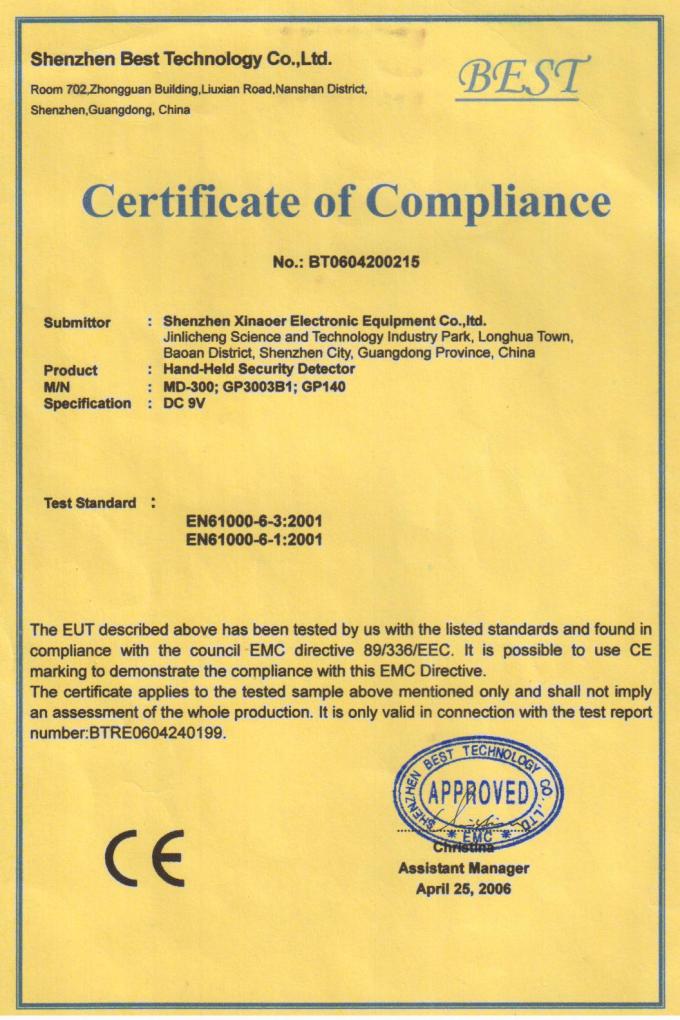 Shenzhen Best Technology Co.,Ltd.
Room 702,Zhongguan Building,Liuxian Road,Nanshan District,
Shenzhen,Guangdong, China
BEST
Certificate of Compliance
No.: BT0604200215
Submittor : Shenzhen Xinaoer Electronic Equipment Co.,ltd.
Jinlicheng Science and Technology Industry Park, Longhua Town,
Baoan District, Shenzhen City, Guangdong Province, China
Product : Hand-Held Security Detector
M/N : MD-300; GP3003B1; GP140
Specification : DC 9V
Test Standard :
EN61000-6-3:2001
EN61000-6-1:2001
The EUT described above has been tested by us with the listed standards and found in
compliance with the council EMC directive 89/336/EEC. It is possible to use CE
marking to demonstrate the compliance with this EMC Directive.
The certificate applies to the tested sample above mentioned only and shall not imply
an assessment of the whole production. It is only valid in connection with the test report
number:BTRE0604240199.
SHENZHEN BEST TECHNOLOGY CO.,LTD.
APPROVED
* EMC *
Christina
Assistant Manager
April 25, 2006
CE